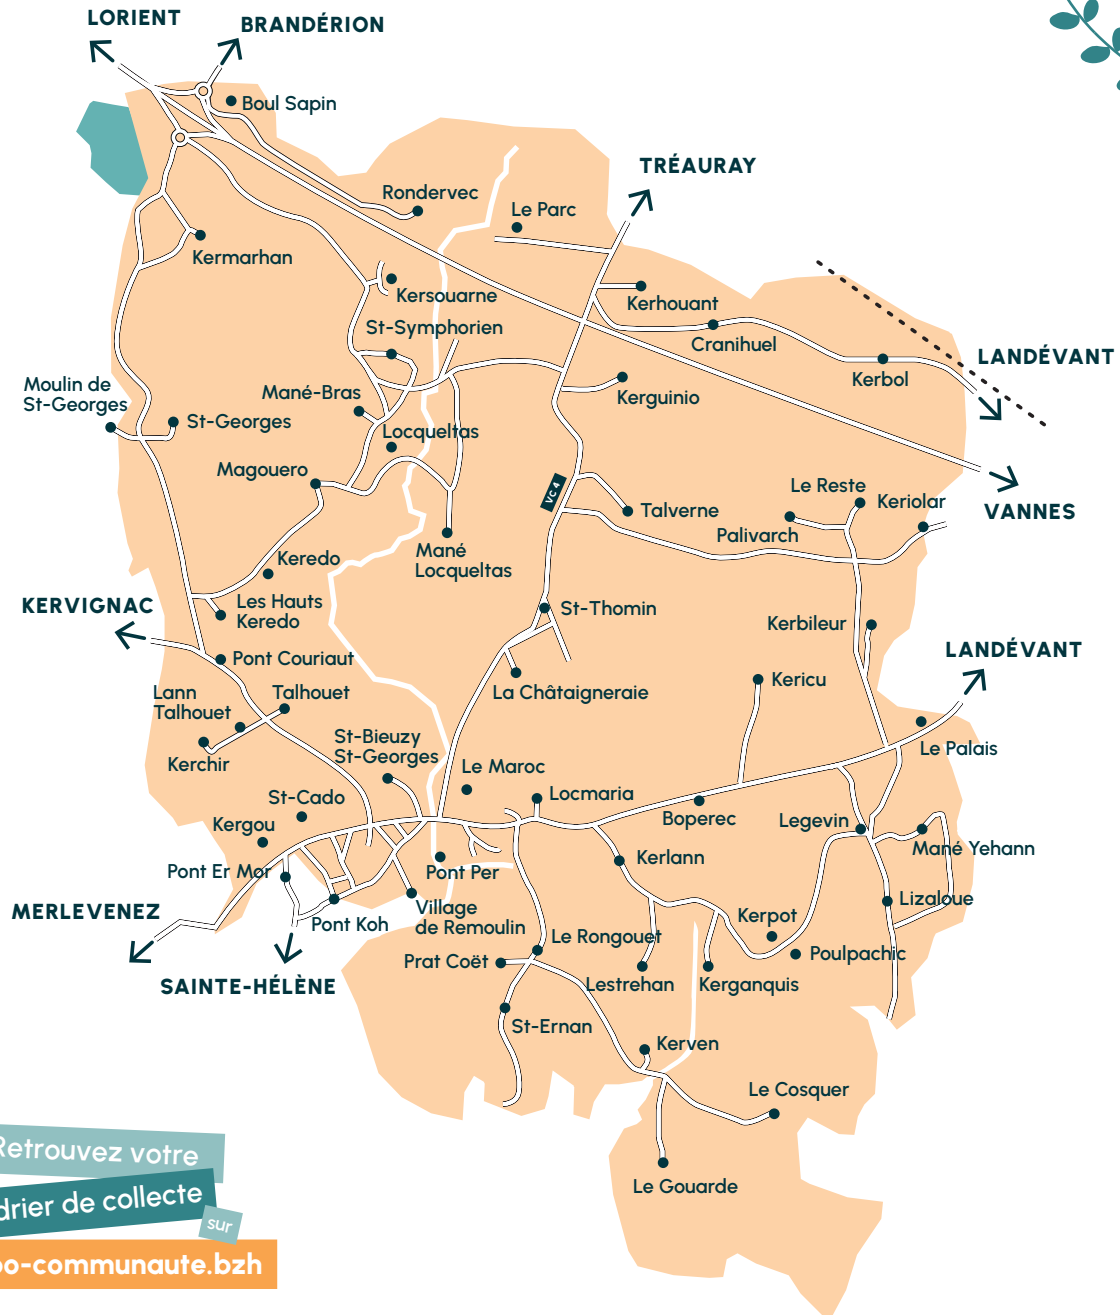 LORIENT
BRANDÉRION
Boul Sapin
TRÉAURAY
Rondervec
Le Parc
Kermarhan
Kersouarne
Kerhouant
St-Symphorien
Cranihuel
LANDÉVANT
Kerbol
Moulin de
St-Georges
Mané-Bras
Kerguinio
St-Georges
Locqueltas
Magouero
Le Reste
Keriolar
VC 4
Talverne
VANNES
Palivarch
Mané
Locqueltas
Keredo
KERVIGNAC
Les Hauts
Keredo
St-Thomin
Kerbileur
LANDÉVANT
Pont Couriaut
Kericu
Lann
Talhouet
Talhouet
La Châtaigneraie
St-Bieuzy
St-Georges
Le Palais
Kerchir
Le Maroc
St-Cado
Locmaria
Boperec
Legevin
Kergou
Mané Yehann
Kerlann
Pont Er Mor
Pont Per
Lizaloue
MERLEVENEZ
Village
de Remoulin
Kerpot
Pont Koh
Le Rongouet
Poulpachic
Prat Coët
SAINTE-HÉLÈNE
Lestrehan
Kerganquis
St-Ernan
Kerven
Le Cosquer
Le Gouarde
Retrouvez votre
drier de collecte
sur
oo-communaute.bzh